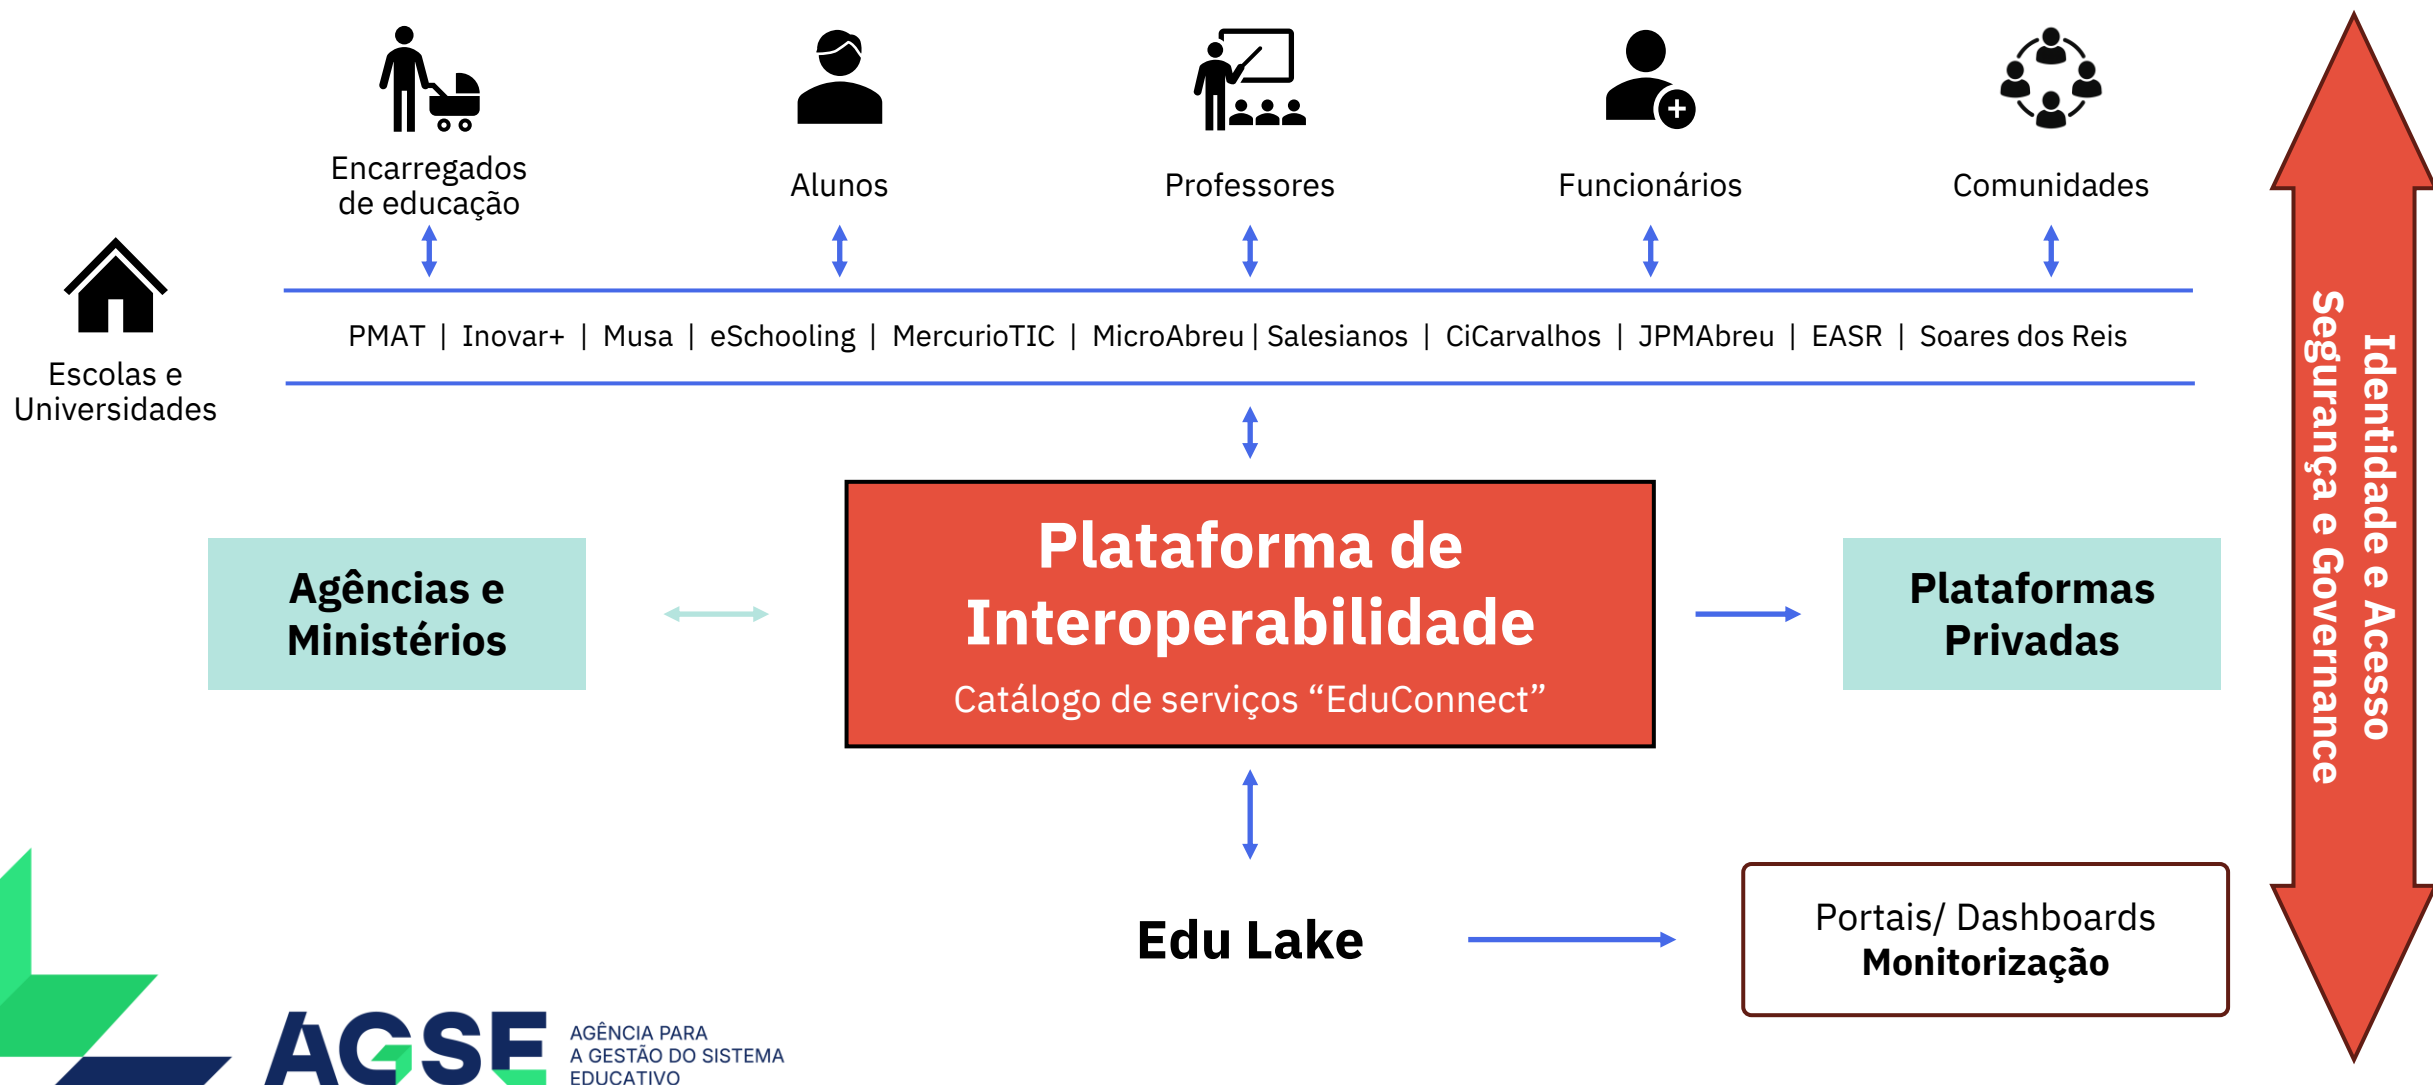 Encarregados
de educação
Alunos
Professores
Funcionários
Comunidades
Escolas e
Universidades
PMAT | Inovar+ | Musa | eSchooling | MercurioTIC | MicroAbreu | Salesianos | CiCarvalhos | JPMAbreu | EASR | Soares dos Reis
Identidade e Acesso
Segurança e Governance
Agências e
Ministérios
Plataforma de
Interoperabilidade
Catálogo de serviços “EduConnect”
Plataformas
Privadas
Edu Lake
Portais/ Dashboards
Monitorização
AGSE
AGÊNCIA PARA
A GESTÃO DO SISTEMA
EDUCATIVO